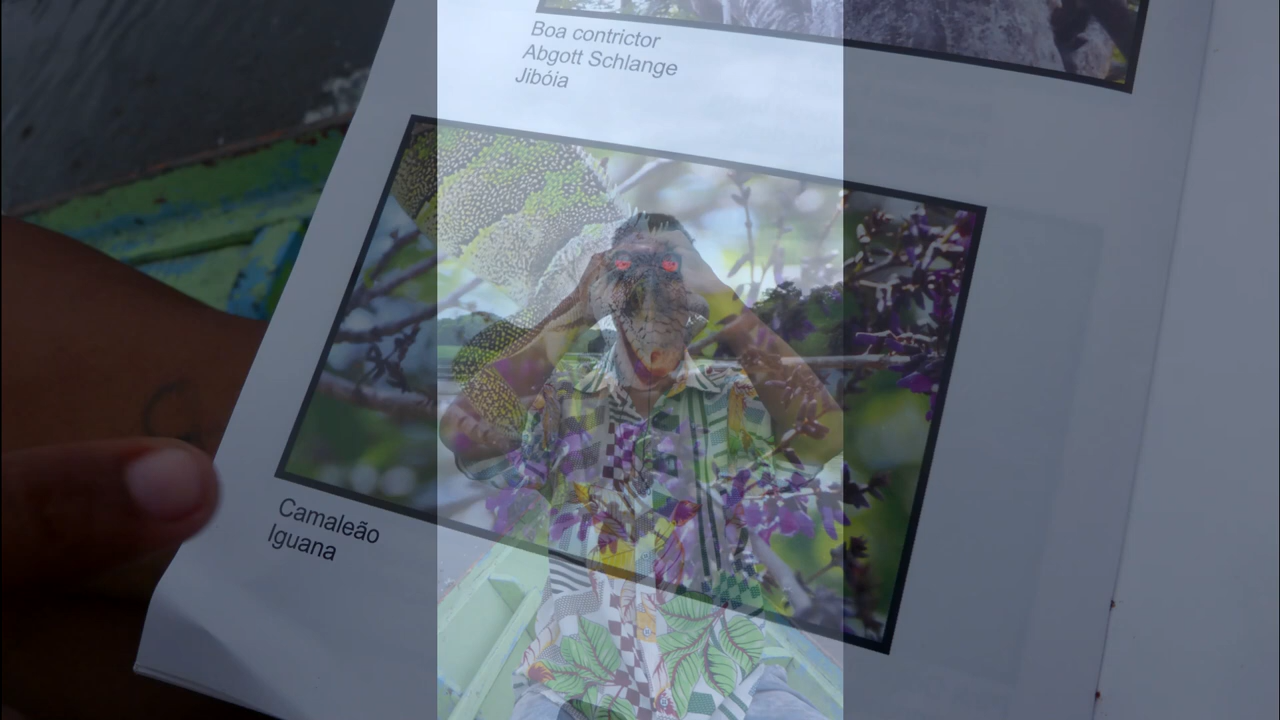 Boa contrictor
Abgott Schlange
Jibóia
Camaleão
Iguana